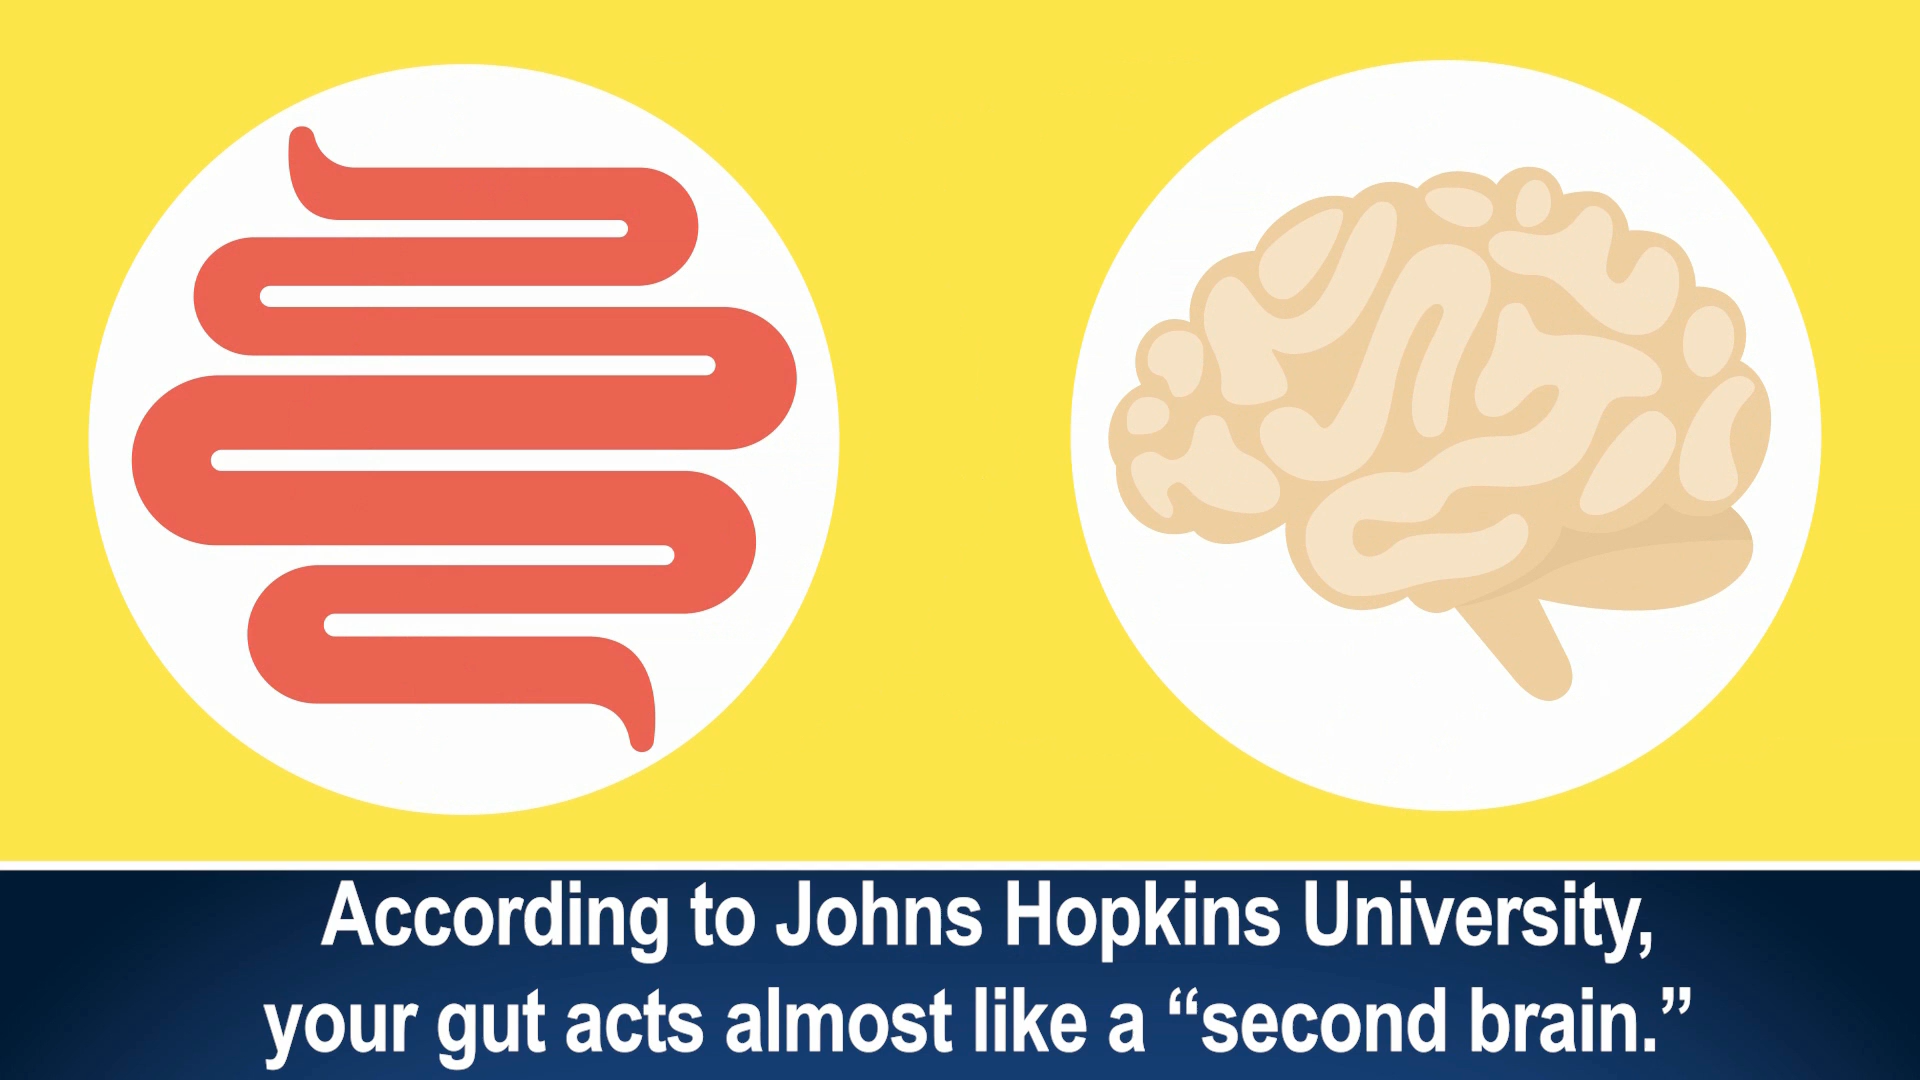 According to Johns Hopkins University,
your gut acts almost like a “second brain.”